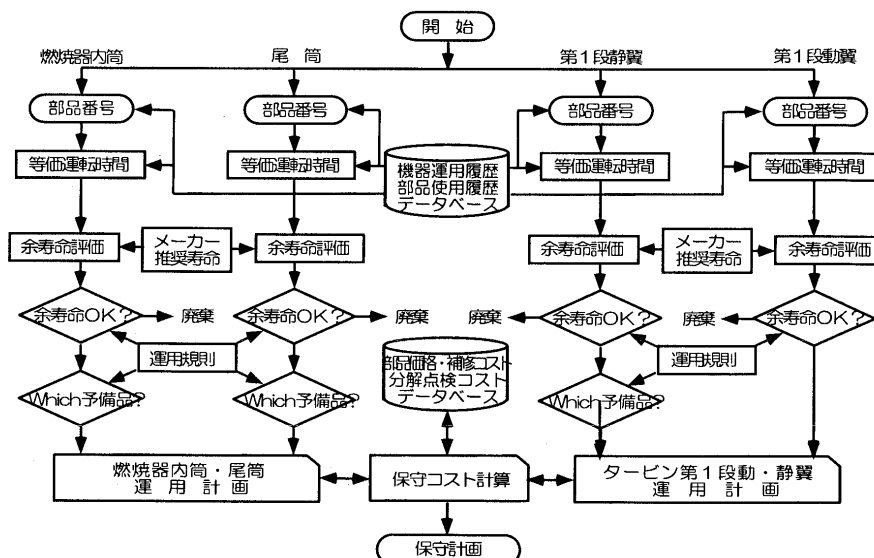 開 始
燃焼器内筒
尾 筒
第1段静翼
第1段動翼
部品番号
部品番号
部品番号
部品番号
等価運転時間
等価運転時間
機器運用履歴
部品使用履歴
データベース
等価運転時間
等価運転時間
余寿命評価
メーカー
推奨寿命
余寿命評価
余寿命評価
メーカー
推奨寿命
余寿命評価
余寿命OK?
廃棄
余寿命OK?
廃棄
廃棄
余寿命OK?
廃棄
余寿命OK?
運用規則
部品価格・補修コスト
分解点検コスト
データベース
運用規則
Which予備品?
Which予備品?
Which予備品?
燃焼器内筒・尾筒
運 用 計 画
保守コスト計算
タービン第1段動・静翼
運 用 計 画
保守計画